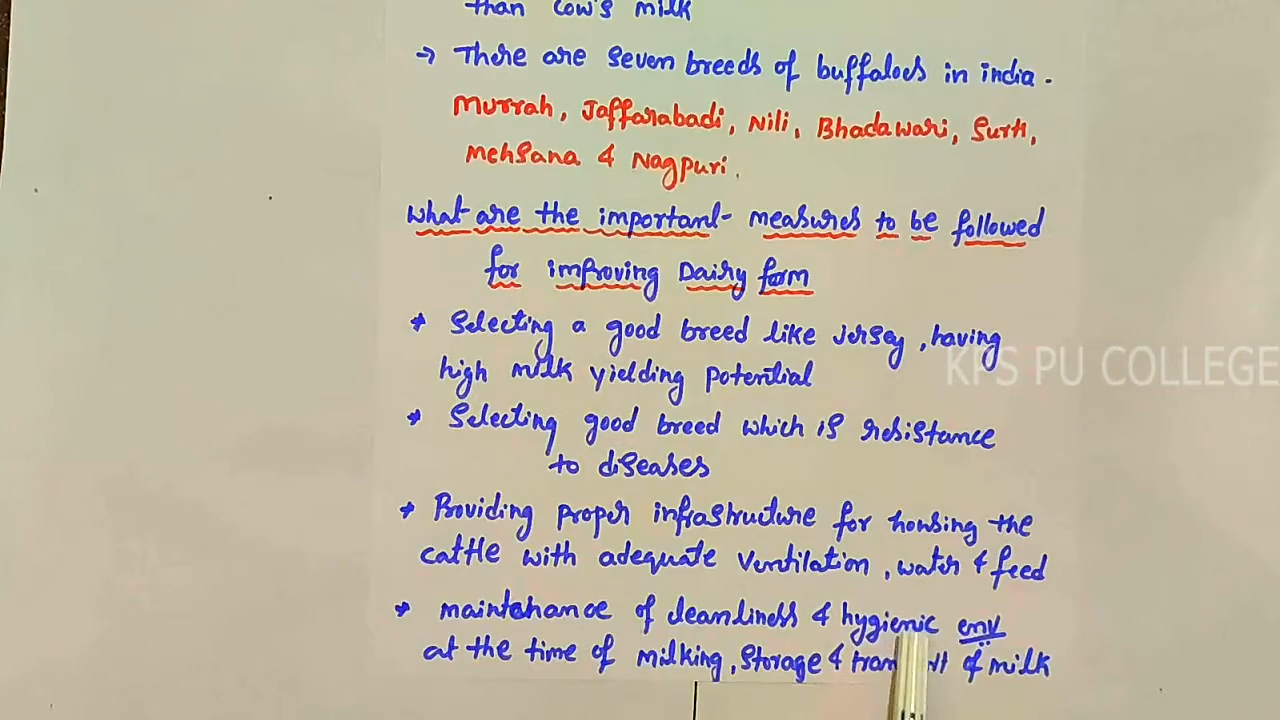 than cow's milk
→ There are seven breeds of buffaloes in india.
Murrah, Jaffarabadi, Nili, Bhadawari, Surti,
Mehsana & Nagpuri.
What are the important measures to be followed
for improving Dairy form
* Selecting a good breed like Jersey, having
high milk yielding potential
* Selecting good breed which is resistance
to diseases
* Providing proper infrastructure for housing the
cattle with adequate ventilation, water & feed
* maintenance of cleanliness & hygienic env
at the time of milking, storage & of milk
KPS PU COLLEGE